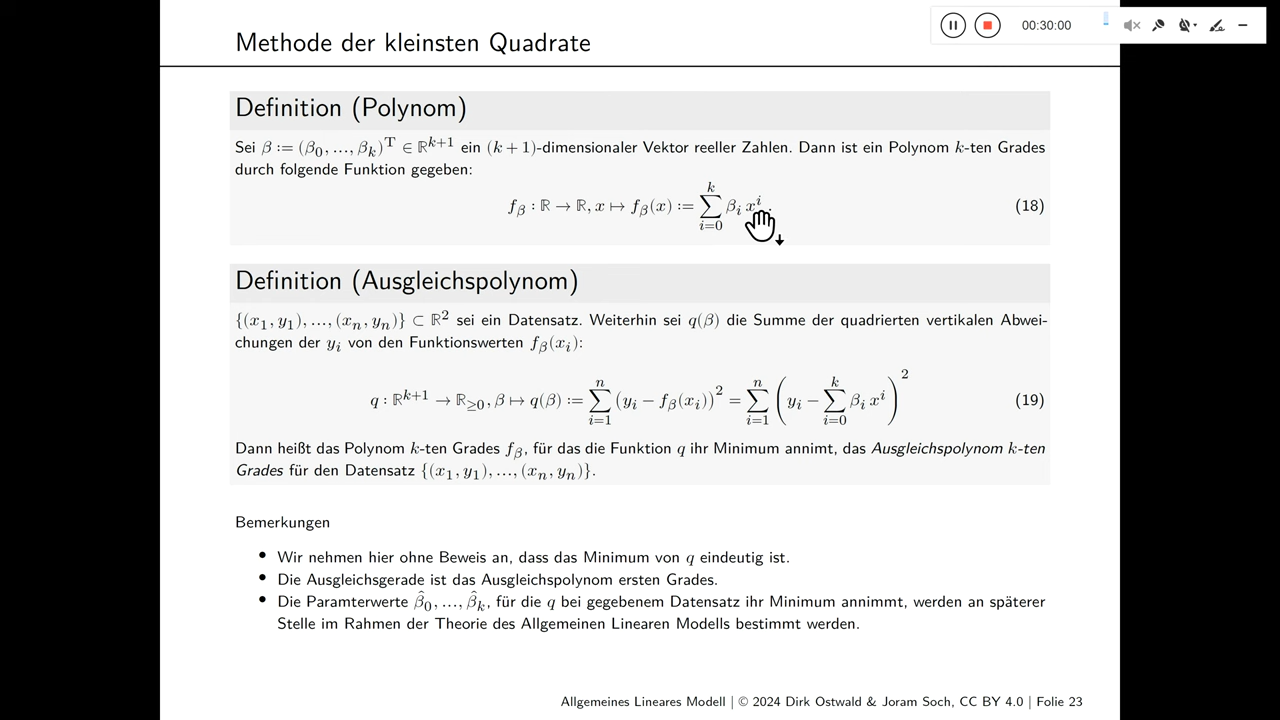 00:30:00
Methode der kleinsten Quadrate
Definition (Polynom)
Sei β := (β₀, ..., βₖ)ᵀ ∈ ℝᵏ⁺¹ ein (k + 1)-dimensionaler Vektor reeller Zahlen. Dann ist ein Polynom k-ten Grades
durch folgende Funktion gegeben:
f_β : ℝ → ℝ, x ↦ f_β(x) := ∑_{i=0}^{k} β_i x^i . (18)
Definition (Ausgleichspolynom)
{(x₁, y₁), ..., (xₙ, yₙ)} ⊂ ℝ² sei ein Datensatz. Weiterhin sei q(β) die Summe der quadrierten vertikalen Abwei-
chungen der y_i von den Funktionswerten f_β(x_i):
q : ℝᵏ⁺¹ → ℝ_{≥0}, β ↦ q(β) := ∑_{i=1}^{n} (y_i − f_β(x_i))² = ∑_{i=1}^{n} (y_i − ∑_{i=0}^{k} β_i x^i)² (19)
Dann heißt das Polynom k-ten Grades f_β, für das die Funktion q ihr Minimum annimt, das Ausgleichspolynom k-ten
Grades für den Datensatz {(x₁, y₁), ..., (xₙ, yₙ)}.
Bemerkungen
• Wir nehmen hier ohne Beweis an, dass das Minimum von q eindeutig ist.
• Die Ausgleichsgerade ist das Ausgleichspolynom ersten Grades.
• Die Paramterwerte β̂₀, ..., β̂ₖ, für die q bei gegebenem Datensatz ihr Minimum annimmt, werden an späterer
Stelle im Rahmen der Theorie des Allgemeinen Linearen Modells bestimmt werden.
Allgemeines Lineares Modell | © 2024 Dirk Ostwald & Joram Soch, CC BY 4.0 | Folie 23